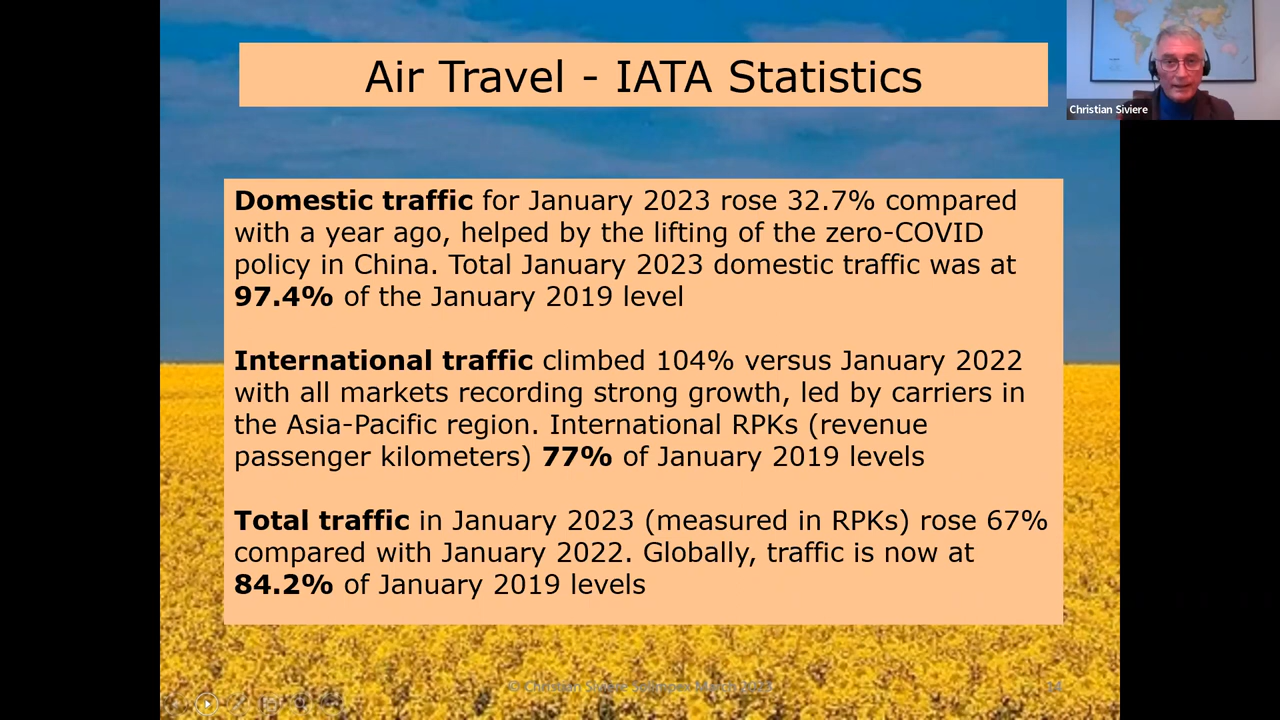 Air Travel - IATA Statistics
Christian Siviere
Domestic traffic for January 2023 rose 32.7% compared
with a year ago, helped by the lifting of the zero-COVID
policy in China. Total January 2023 domestic traffic was at
97.4% of the January 2019 level
International traffic climbed 104% versus January 2022
with all markets recording strong growth, led by carriers in
the Asia-Pacific region. International RPKs (revenue
passenger kilometers) 77% of January 2019 levels
Total traffic in January 2023 (measured in RPKs) rose 67%
compared with January 2022. Globally, traffic is now at
84.2% of January 2019 levels
© Christian Siviere